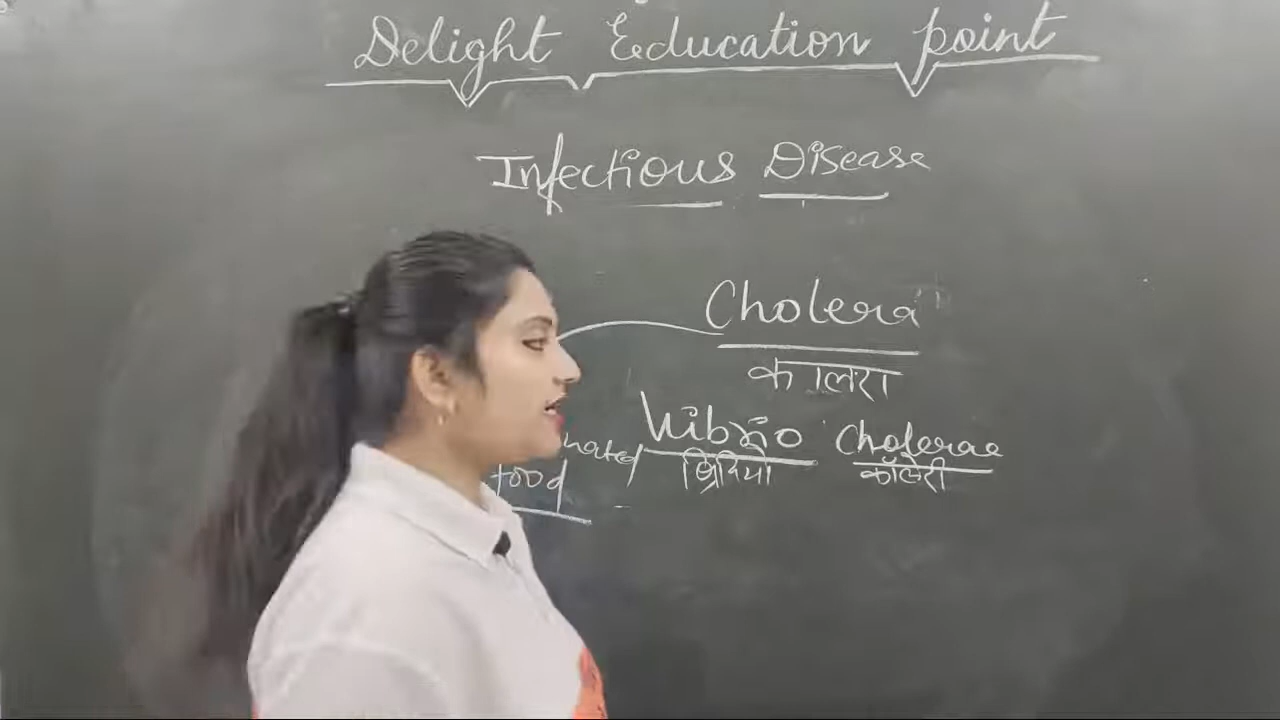 Delight Education point
Infectious Disease
Cholera
कालरा
Vibrio Cholerae
कॉलेरी
food